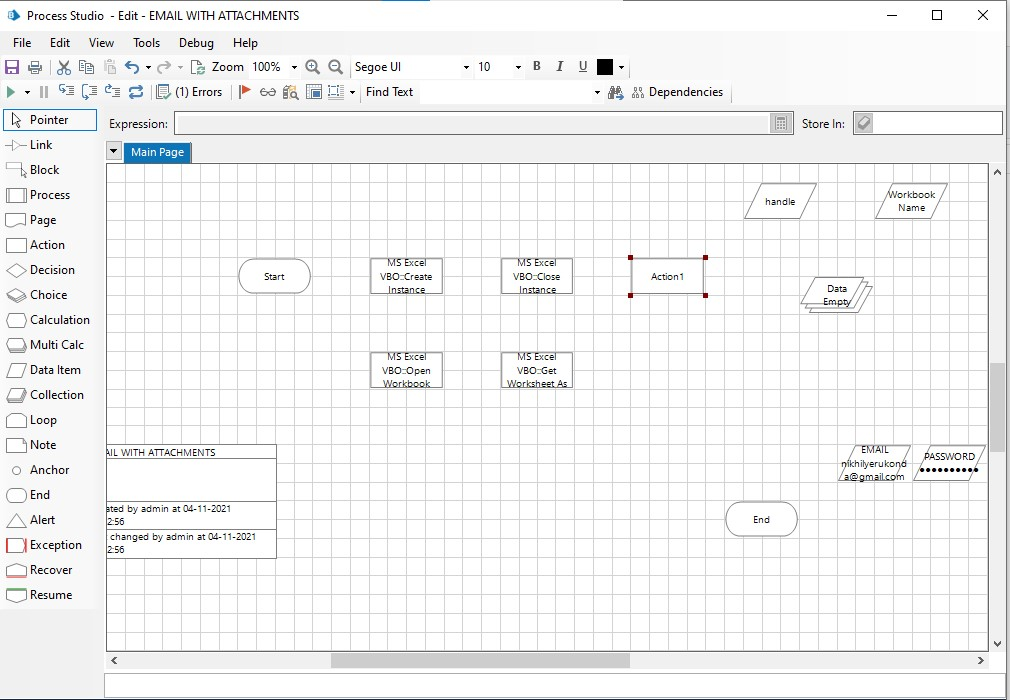 Process Studio - Edit - EMAIL WITH ATTACHMENTS
File Edit View Tools Debug Help
Zoom 100% Segoe UI 10 B I U
(1) Errors Find Text Dependencies
Pointer
Link
Block
Process
Page
Action
Decision
Choice
Calculation
Multi Calc
Data Item
Collection
Loop
Note
Anchor
End
Alert
Exception
Recover
Resume
Expression: Store In:
Main Page
handle
Workbook
Name
Start
MS Excel
VBO::Create
Instance
MS Excel
VBO::Close
Instance
Action1
Data
Empty
MS Excel
VBO::Open
Workbook
MS Excel
VBO::Get
Worksheet As
AIL WITH ATTACHMENTS
ated by admin at 04-11-2021
2:56
changed by admin at 04-11-2021
2:56
EMAIL
nikhilyerukond
a@gmail.com
PASSWORD
••••••••••
End